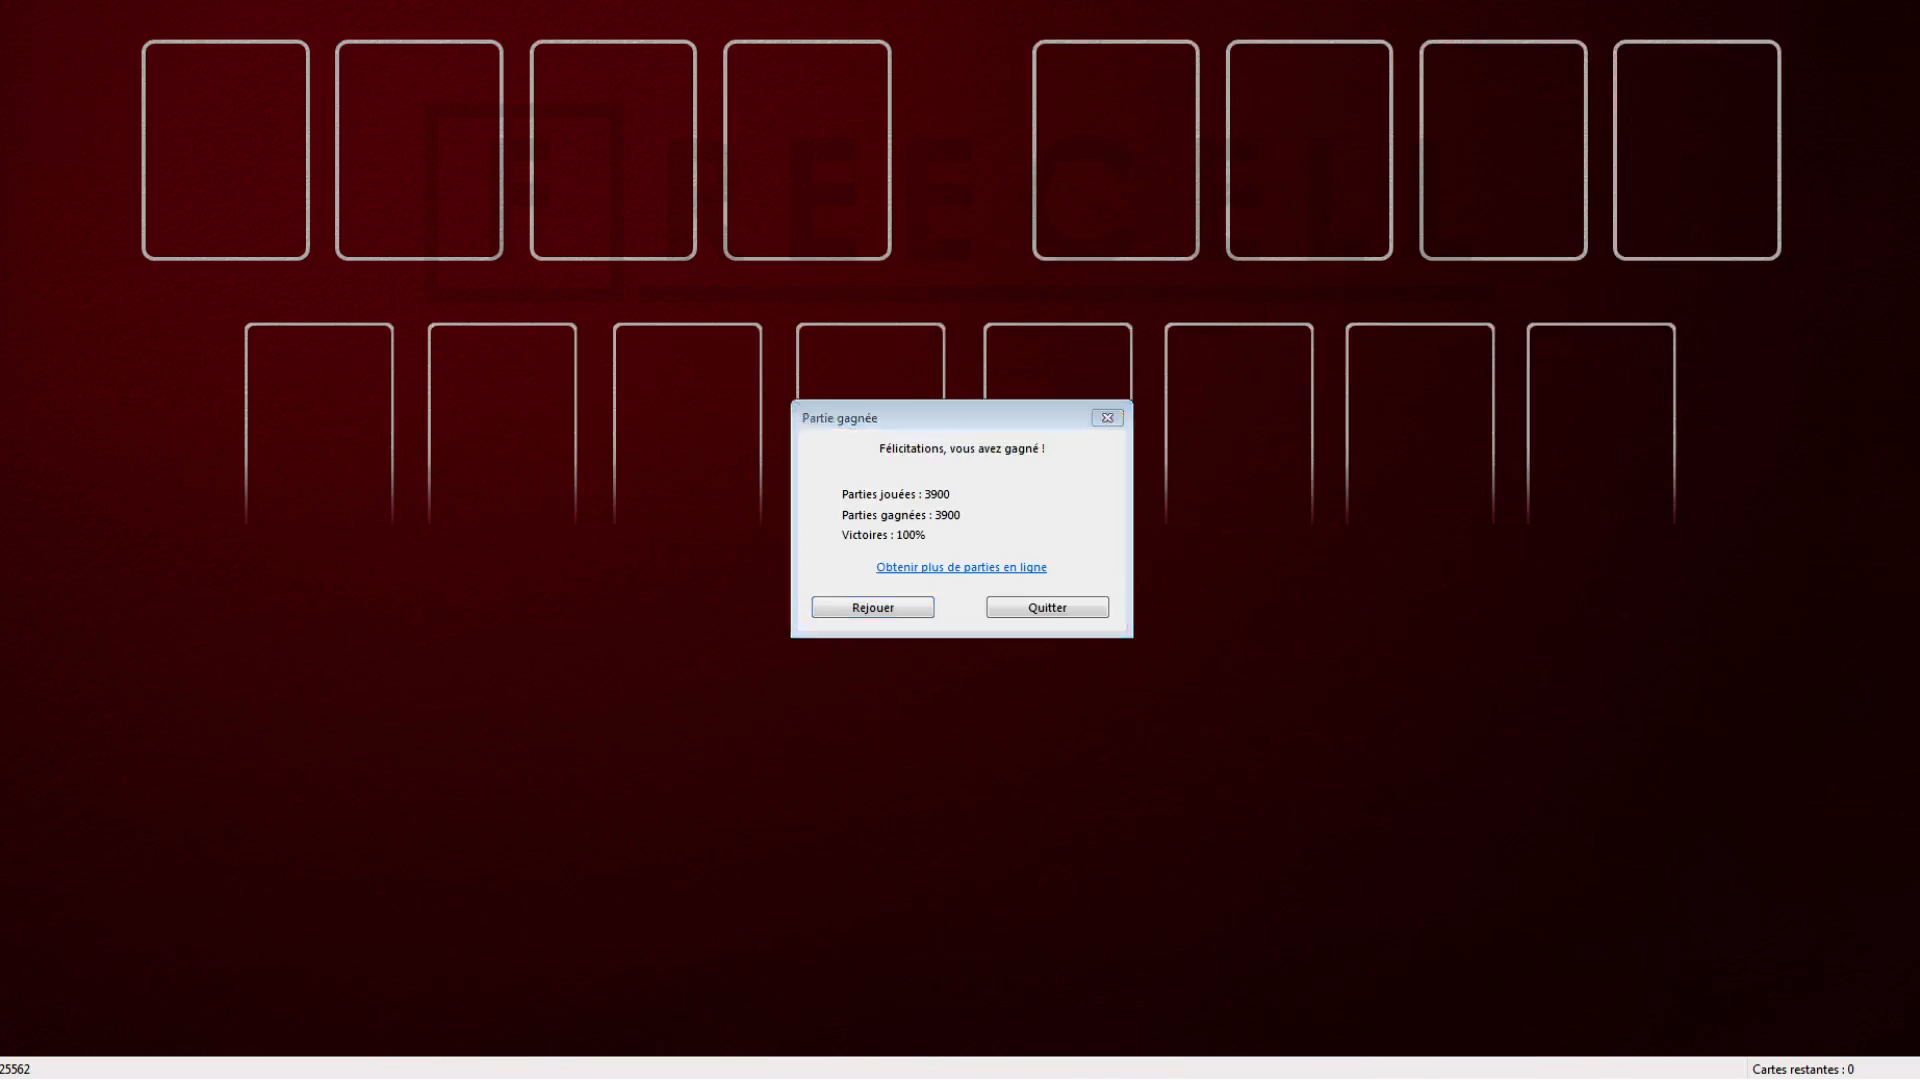 FREECELL
Partie gagnée
Félicitations, vous avez gagné !
Parties jouées : 3900
Parties gagnées : 3900
Victoires : 100%
Obtenir plus de parties en ligne
Rejouer
Quitter
25562
Cartes restantes : 0